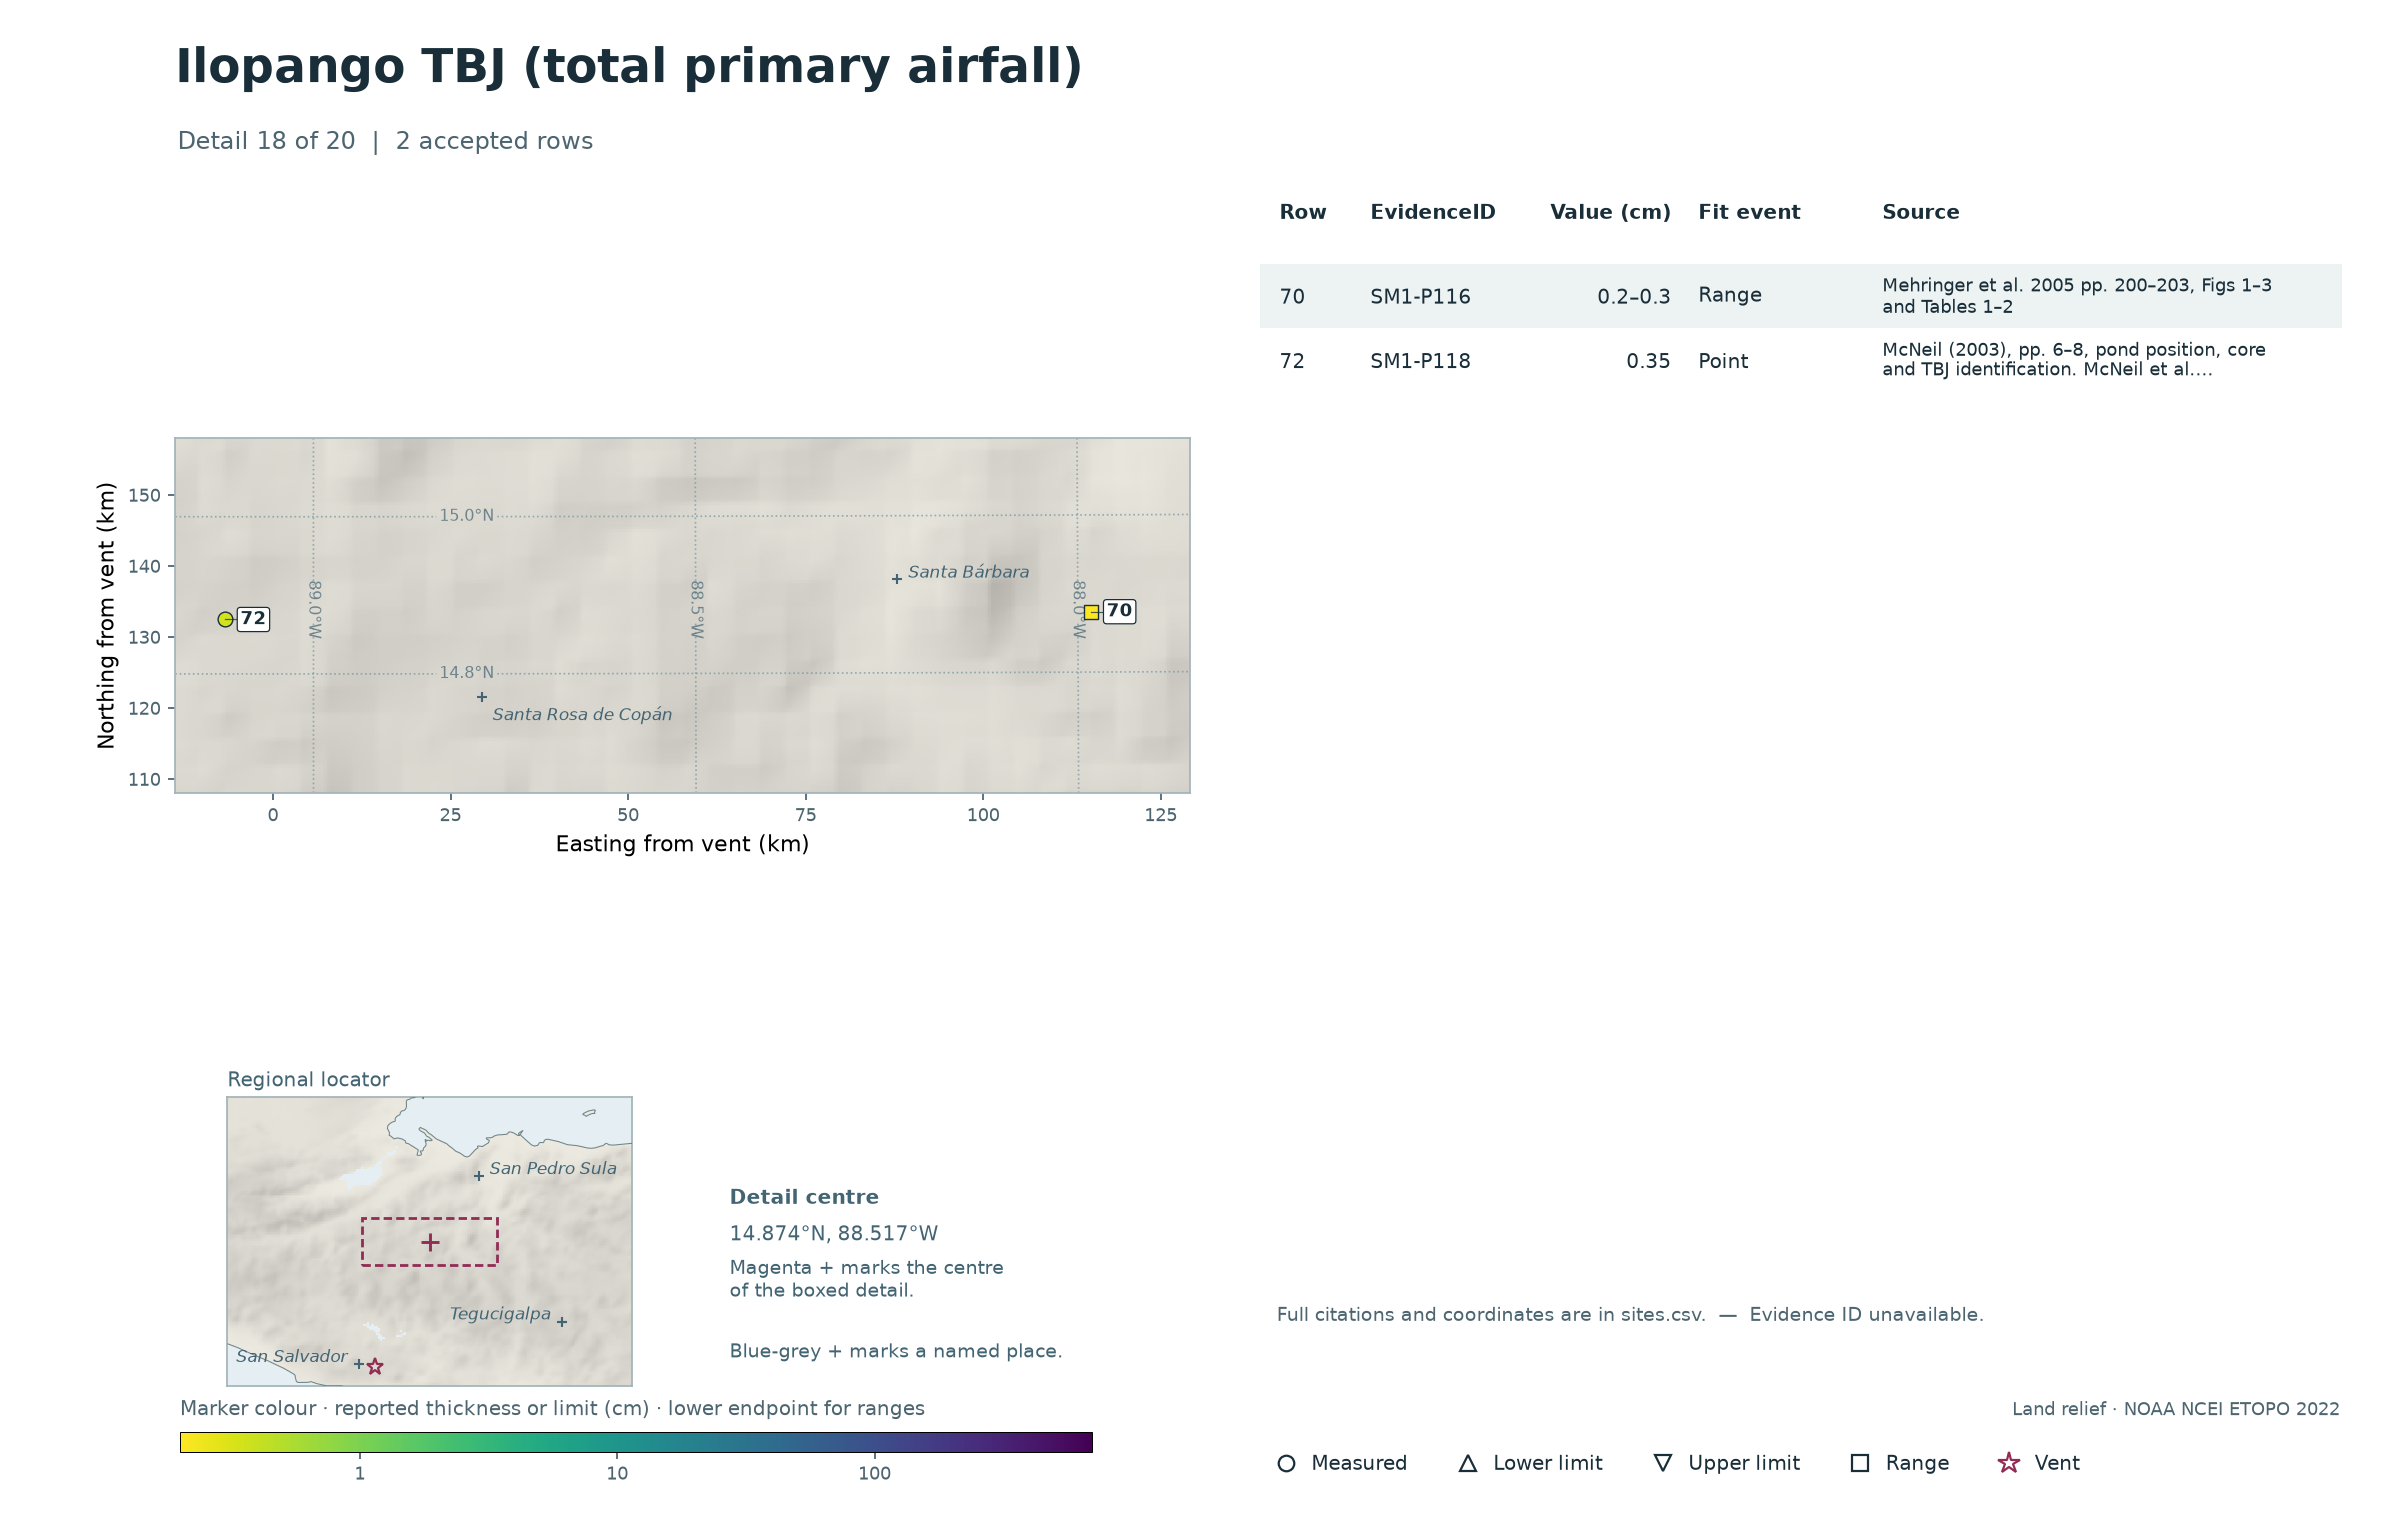 Ilopango TBJ (total primary airfall)
Detail 18 of 20 | 2 accepted rows
Row EvidenceID Value (cm) Fit event Source
70 SM1-P116 0.2–0.3 Range Mehringer et al. 2005 pp. 200–203, Figs 1–3
and Tables 1–2
72 SM1-P118 0.35 Point McNeil (2003), pp. 6–8, pond position, core
and TBJ identification. McNeil et al....
Northing from vent (km)
150
140
130
120
110
15.0°N
14.8°N
89.0°W
88.5°W
88.0°W
Santa Bárbara
Santa Rosa de Copán
72
70
0 25 50 75 100 125
Easting from vent (km)
Regional locator
San Pedro Sula
Tegucigalpa
San Salvador
Detail centre
14.874°N, 88.517°W
Magenta + marks the centre
of the boxed detail.
Blue-grey + marks a named place.
Full citations and coordinates are in sites.csv. — Evidence ID unavailable.
Marker colour · reported thickness or limit (cm) · lower endpoint for ranges
1 10 100
Land relief · NOAA NCEI ETOPO 2022
Measured Lower limit Upper limit Range Vent